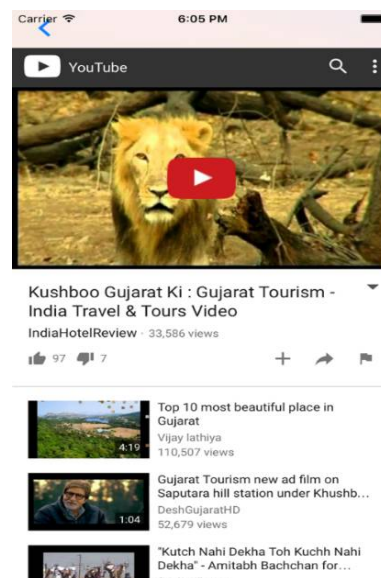 Carrier 6:05 PM
YouTube
Kushboo Gujarat Ki : Gujarat Tourism -
India Travel & Tours Video
IndiaHotelReview · 33,586 views
97 7
Top 10 most beautiful place in
Gujarat
Vijay lathiya
4:19
110,507 views
Gujarat Tourism new ad film on
Saputara hill station under Khushb...
DeshGujaratHD
1:04
52,679 views
"Kutch Nahi Dekha Toh Kuchh Nahi
Dekha" - Amitabh Bachchan for...